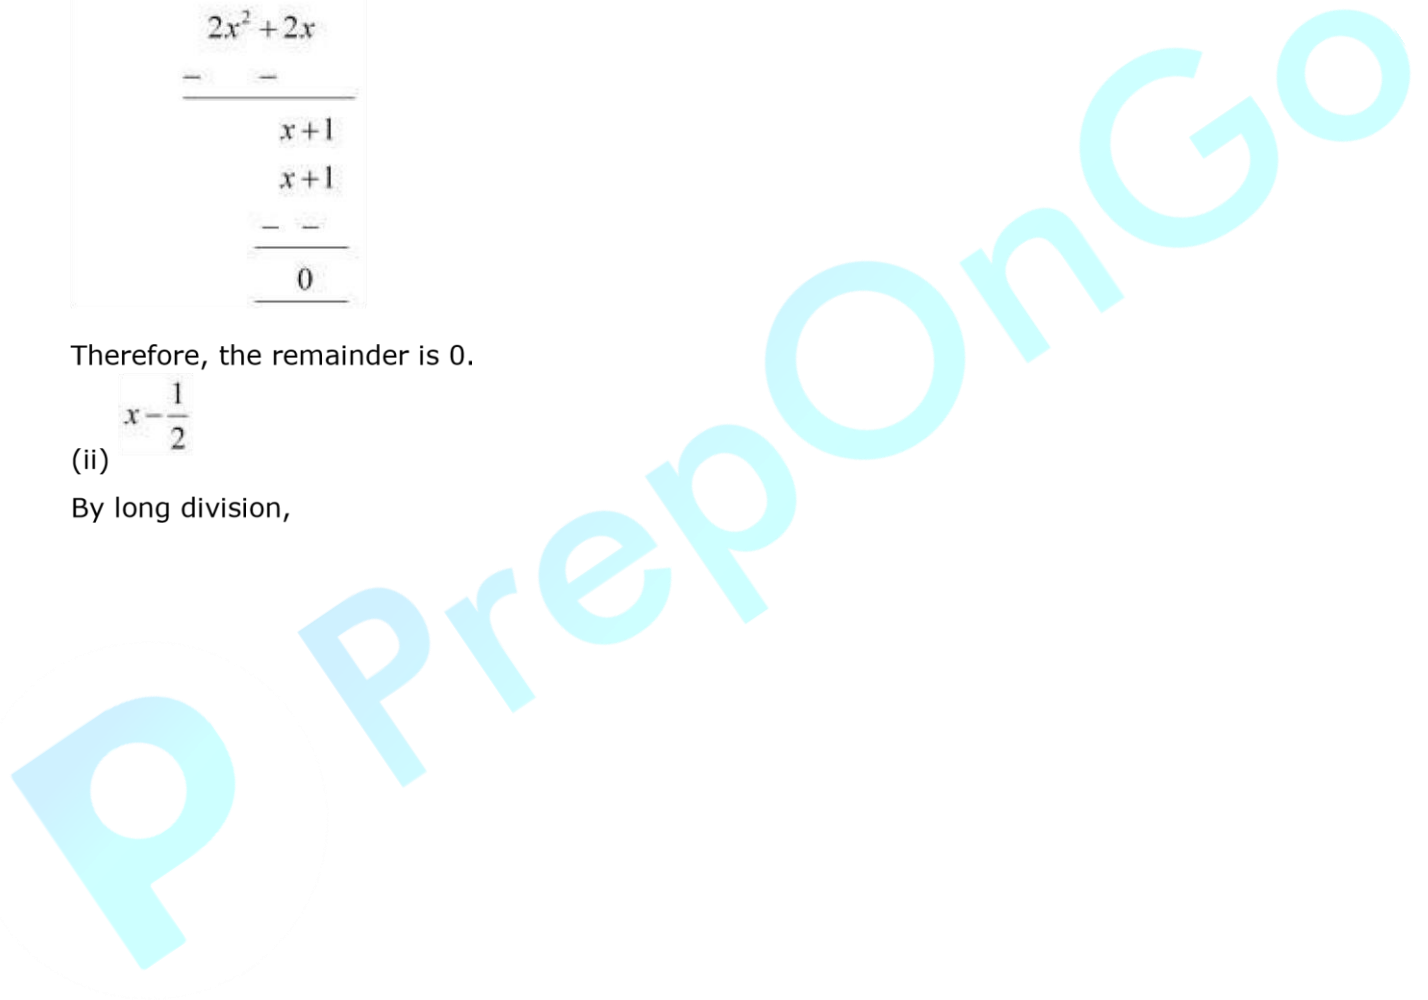 2x² + 2x
− −
x+1
x+1
− −
0
Therefore, the remainder is 0.
(ii) x − 1/2
By long division,
PrepOnGo